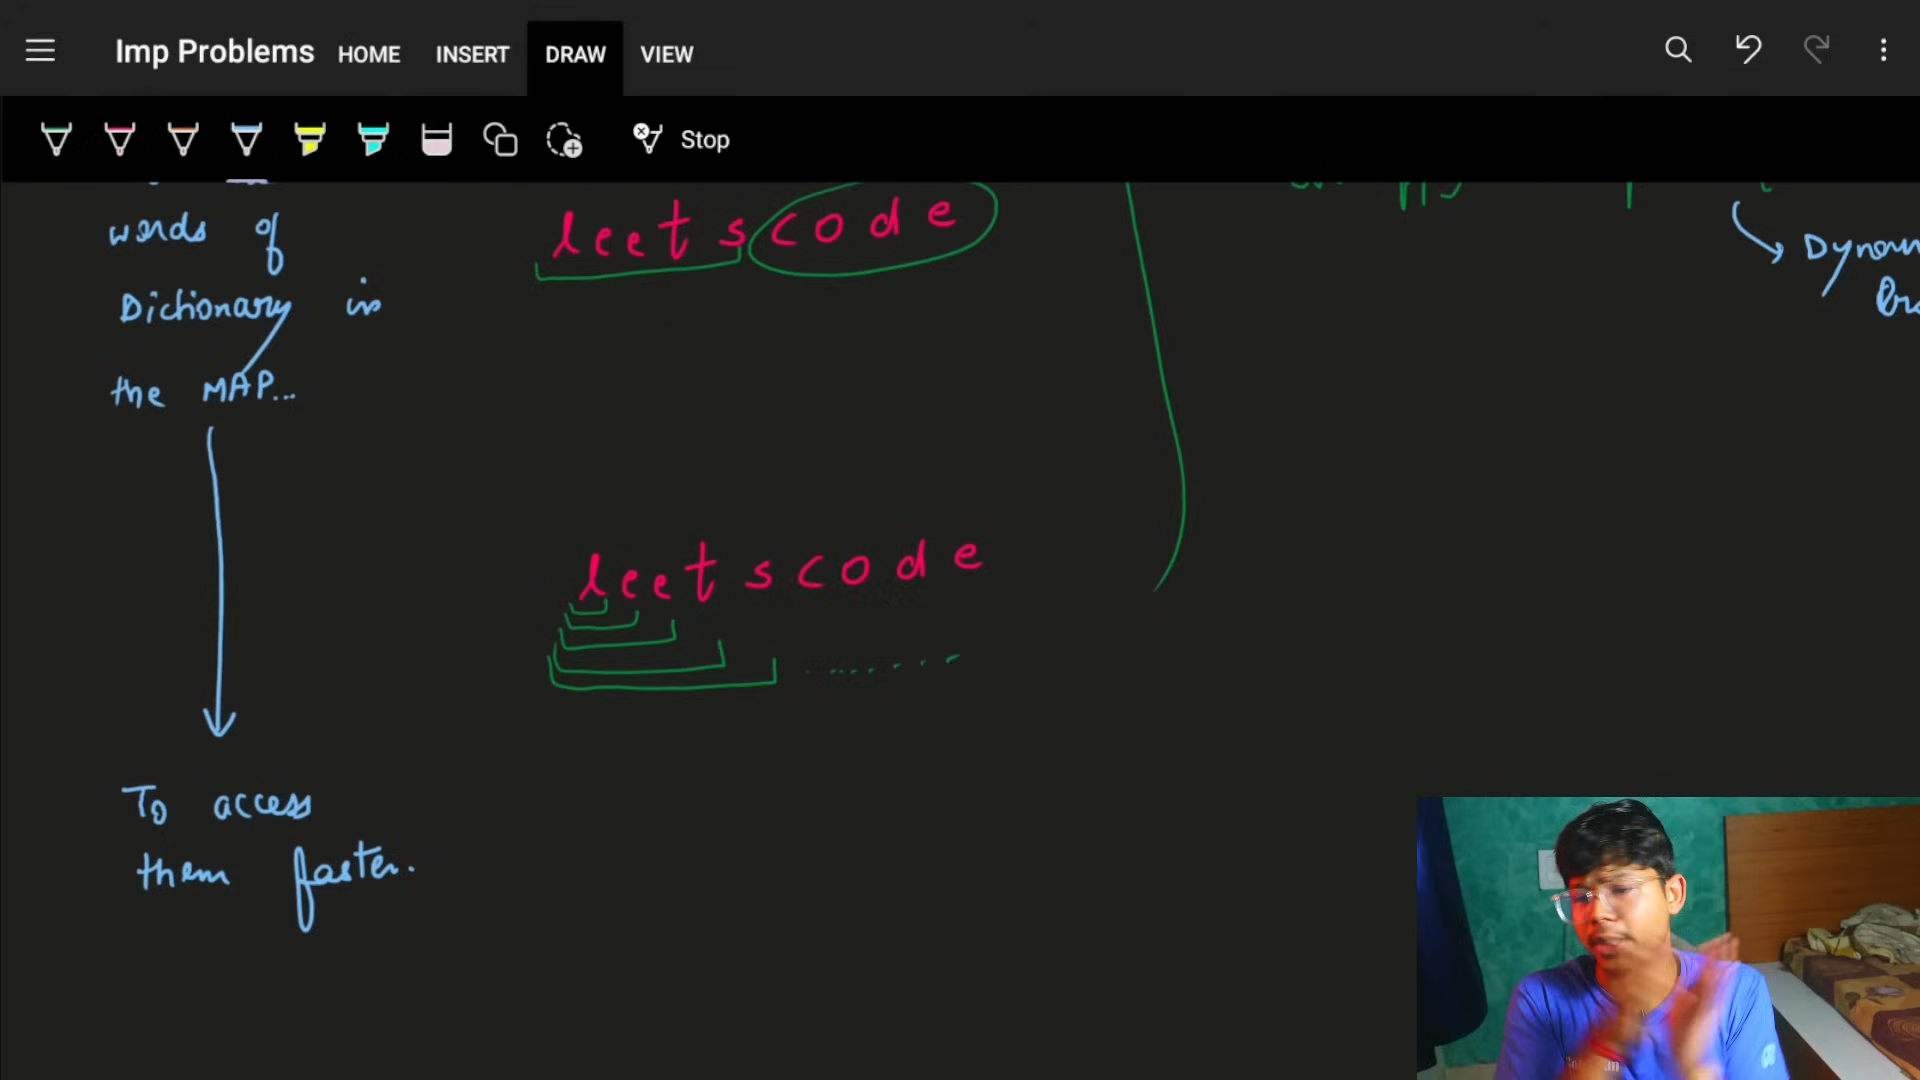 Imp Problems HOME INSERT DRAW VIEW
Stop
words of
Dictionary in
the MAP...
leetscode
leetscode
To access
them faster.